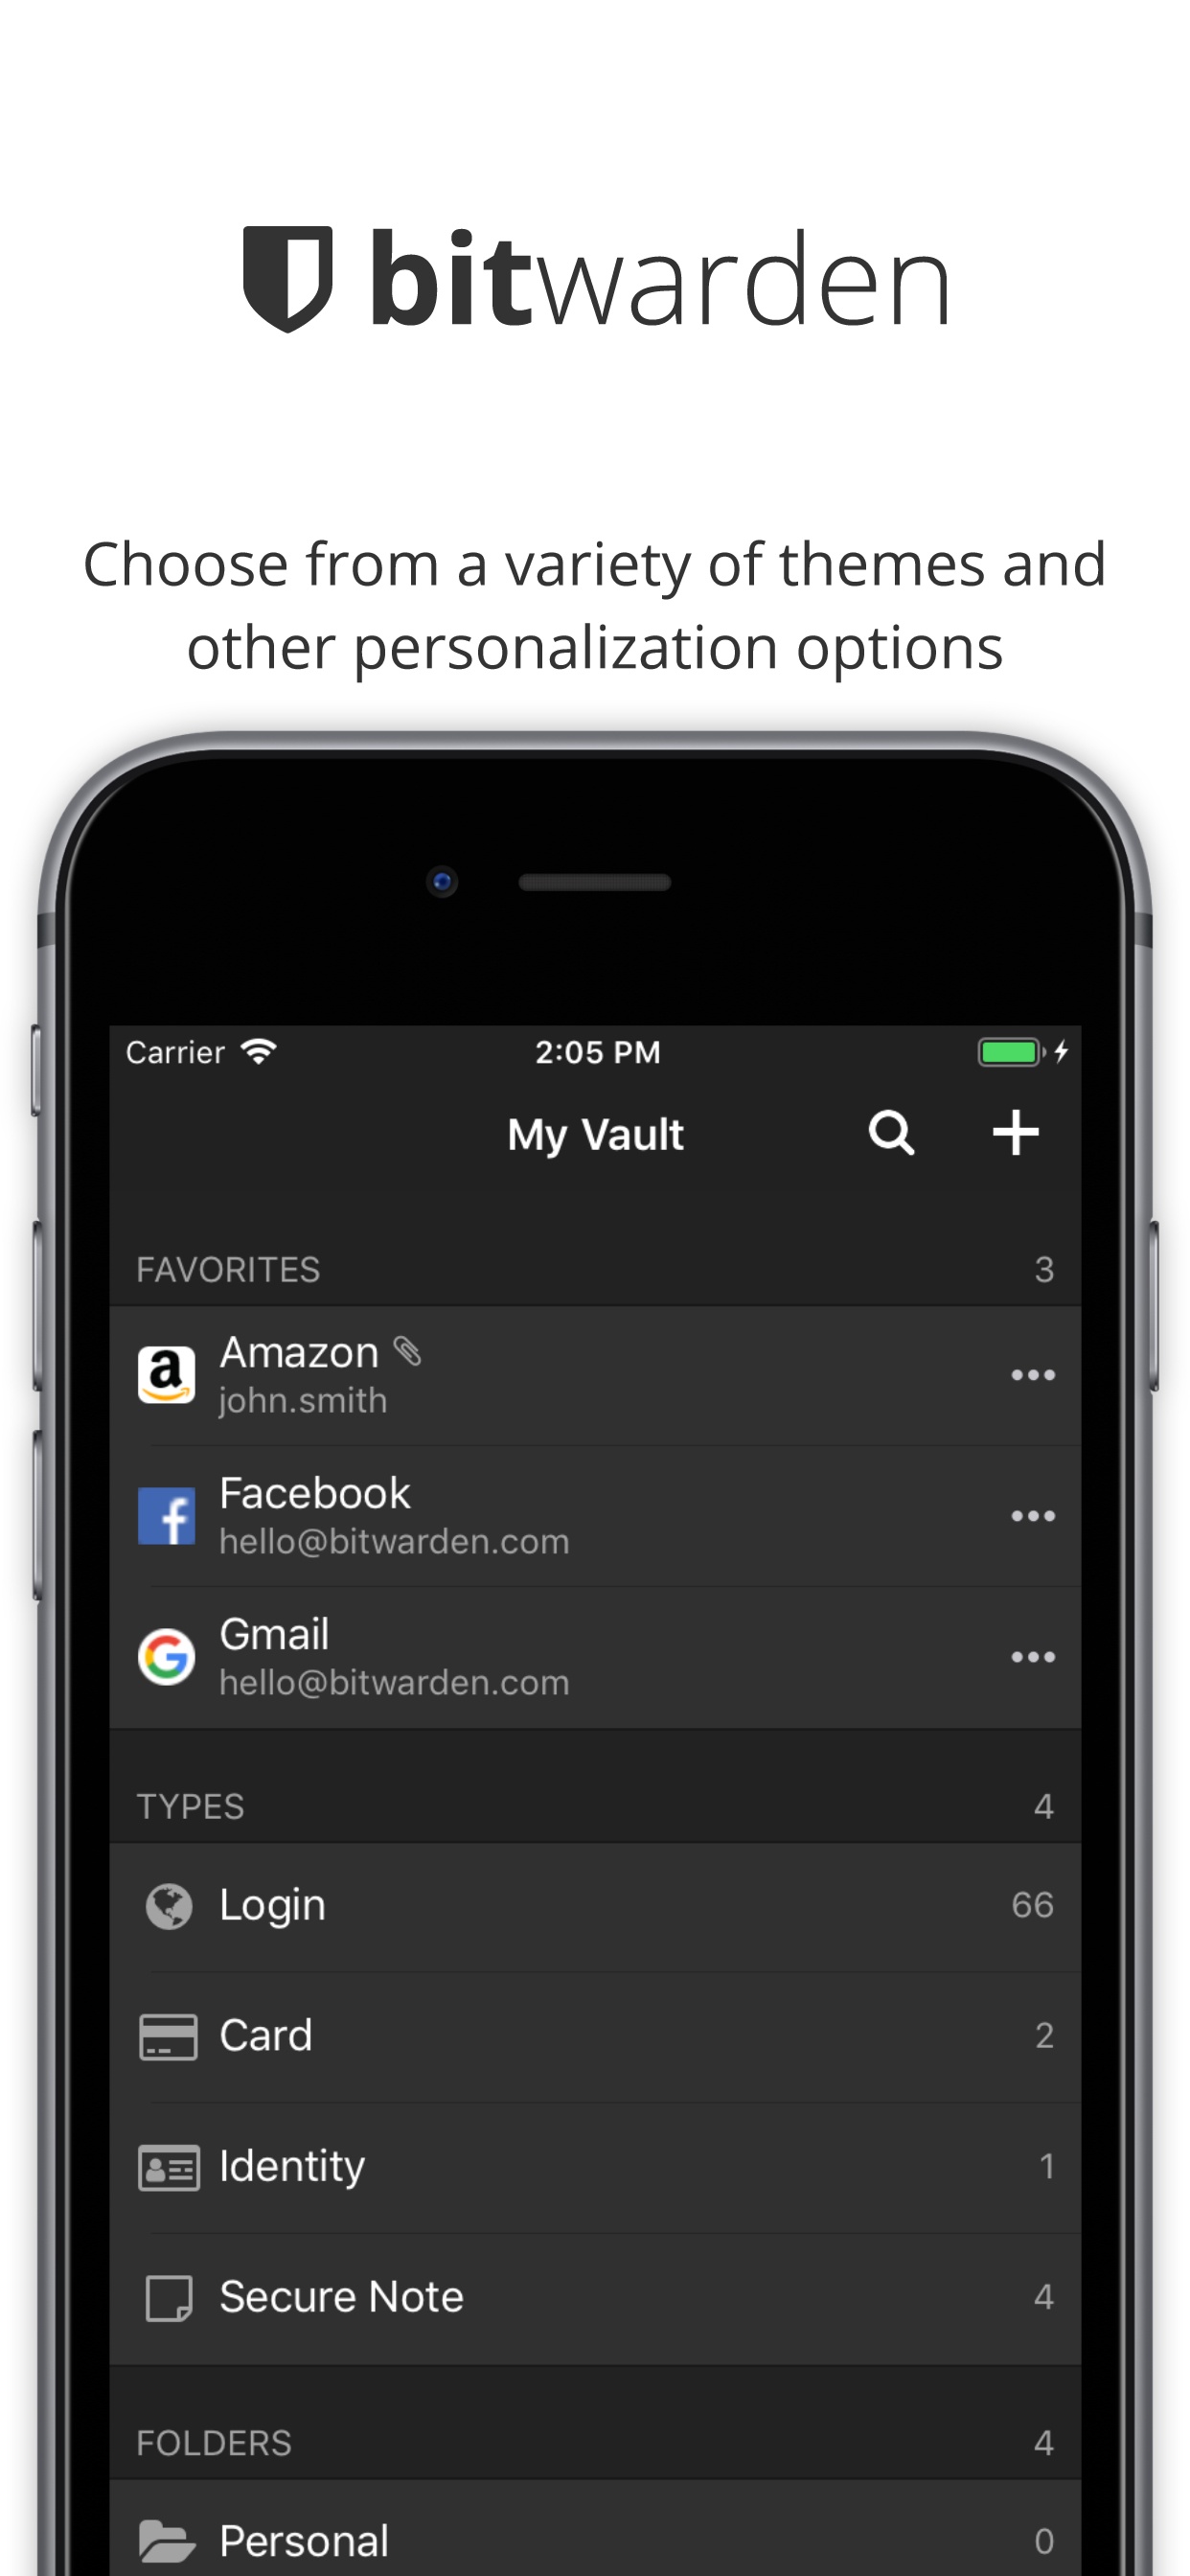 bitwarden
Choose from a variety of themes and
other personalization options
Carrier 2:05 PM
My Vault
FAVORITES 3
Amazon
john.smith
Facebook
hello@bitwarden.com
Gmail
hello@bitwarden.com
TYPES 4
Login 66
Card 2
Identity 1
Secure Note 4
FOLDERS 4
Personal 0